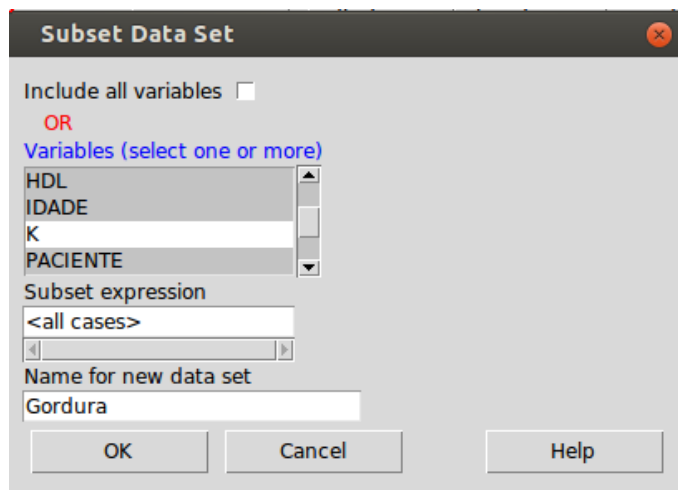 Subset Data Set
Include all variables
OR
Variables (select one or more)
HDL
IDADE
K
PACIENTE
Subset expression
<all cases>
Name for new data set
Gordura
OK Cancel Help